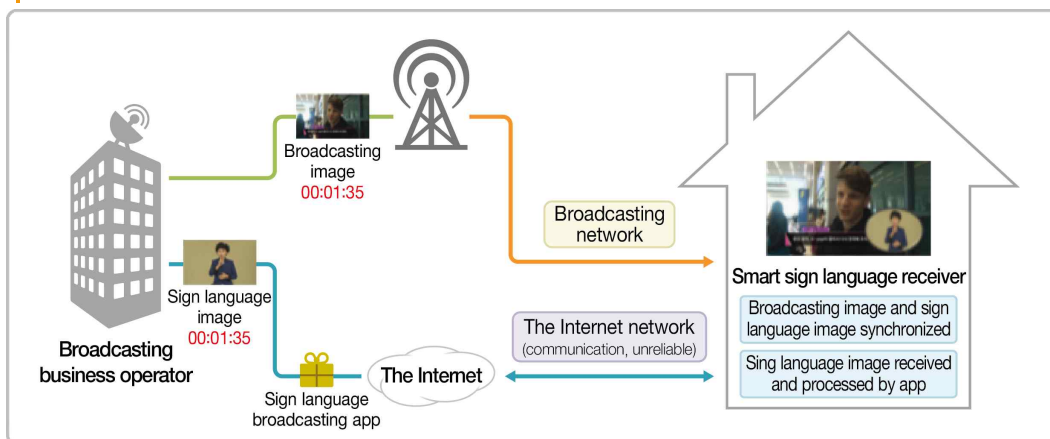 Broadcasting
image
00:01:35
Broadcasting
network
Sign language
image
00:01:35
Broadcasting
business operator
Sign language
broadcasting app
The Internet
The Internet network
(communication, unreliable)
Smart sign language receiver
Broadcasting image and sign
language image synchronized
Sing language image received
and processed by app